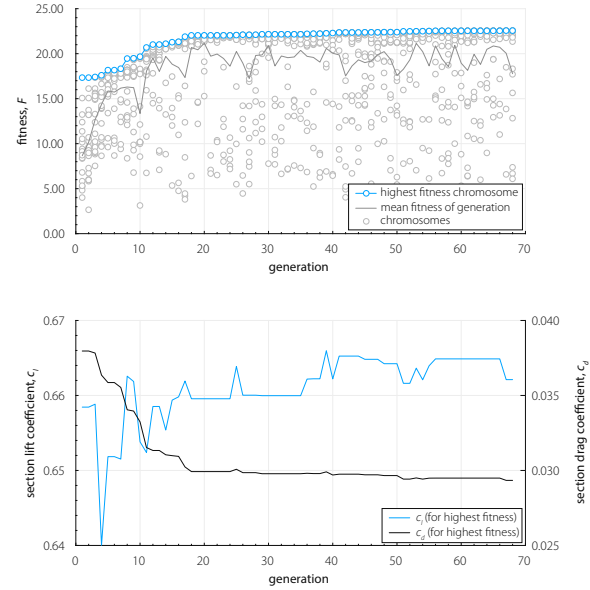 25.00
20.00
15.00
10.00
5.00
0.00
fitness, F
0 10 20 30 40 50 60 70
generation
highest fitness chromosome
mean fitness of generation
chromosomes
0.67
0.66
0.65
0.64
section lift coefficient, cl
0.040
0.035
0.030
0.025
section drag coefficient, cd
cl (for highest fitness)
cd (for highest fitness)
0 10 20 30 40 50 60 70
generation